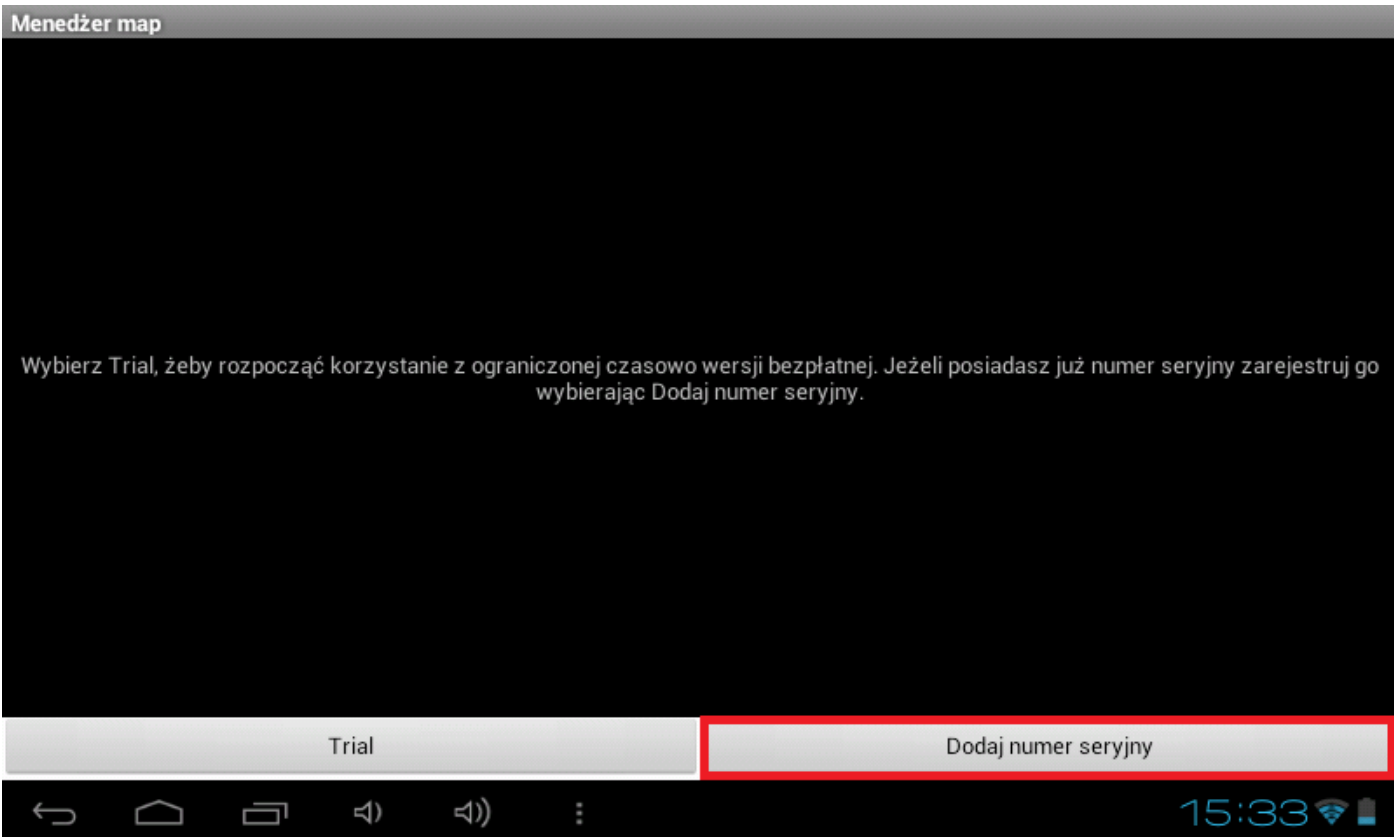 Menedżer map
Wybierz Trial, żeby rozpocząć korzystanie z ograniczonej czasowo wersji bezpłatnej. Jeżeli posiadasz już numer seryjny zarejestruj go
wybierając Dodaj numer seryjny.
Trial
Dodaj numer seryjny
15:33